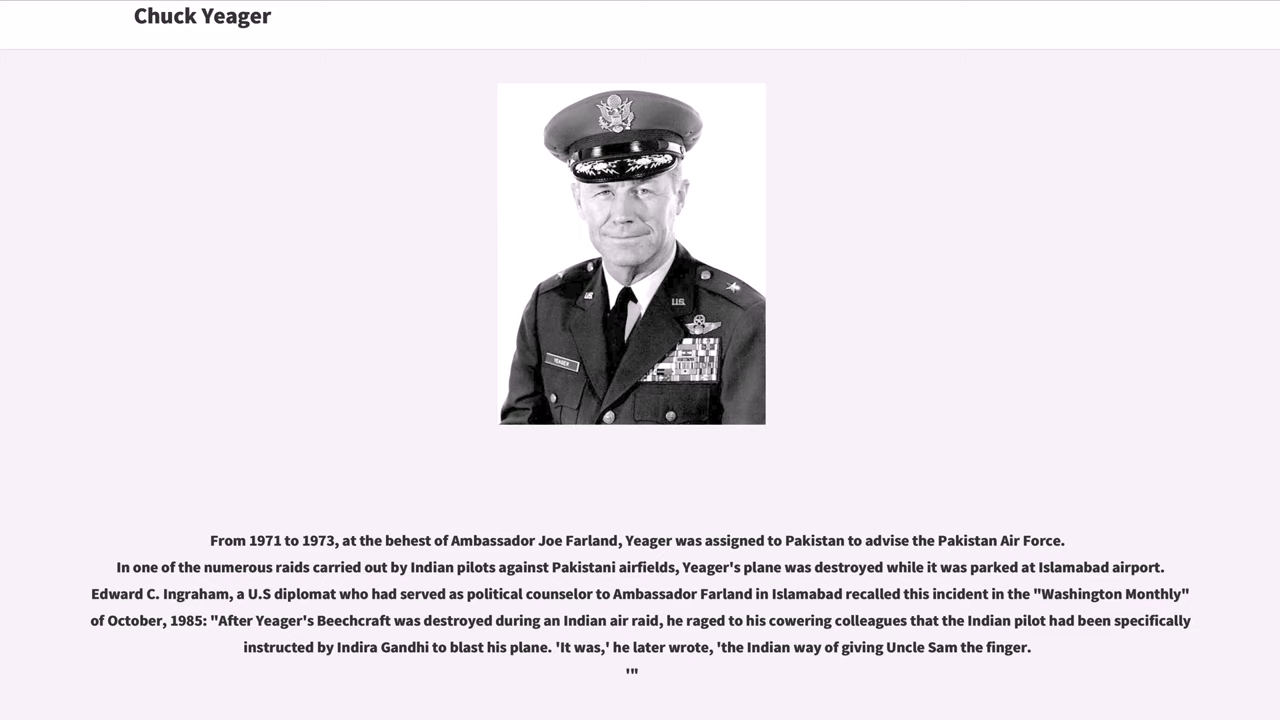 Chuck Yeager
U.S.
YEAGER
From 1971 to 1973, at the behest of Ambassador Joe Farland, Yeager was assigned to Pakistan to advise the Pakistan Air Force.
In one of the numerous raids carried out by Indian pilots against Pakistani airfields, Yeager's plane was destroyed while it was parked at Islamabad airport.
Edward C. Ingraham, a U.S diplomat who had served as political counselor to Ambassador Farland in Islamabad recalled this incident in the "Washington Monthly"
of October, 1985: "After Yeager's Beechcraft was destroyed during an Indian air raid, he raged to his cowering colleagues that the Indian pilot had been specifically
instructed by Indira Gandhi to blast his plane. 'It was,' he later wrote, 'the Indian way of giving Uncle Sam the finger.
'"